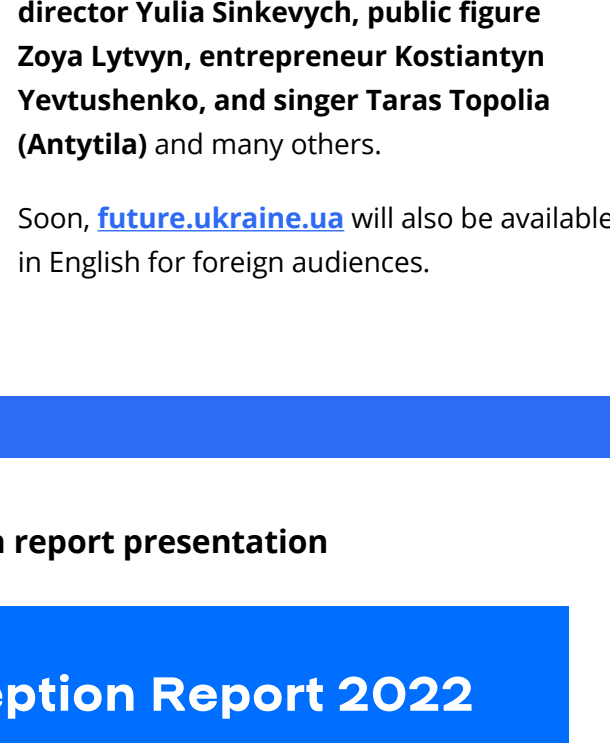 director Yulia Sinkevych, public figure
Zoya Lytvyn, entrepreneur Kostiantyn
Yevtushenko, and singer Taras Topolia
(Antytila) and many others.
Soon, future.ukraine.ua will also be available
in English for foreign audiences.
report presentation
Report 2022